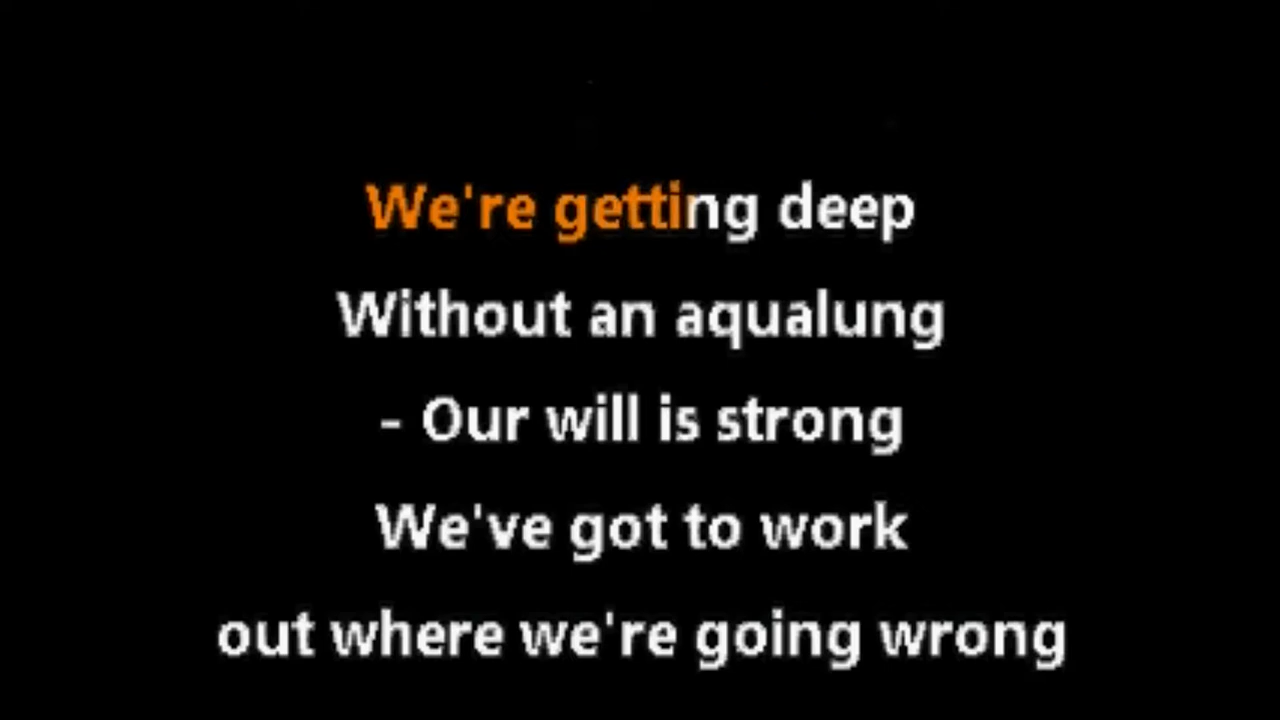 We're getting deep
Without an aqualung
- Our will is strong
We've got to work
out where we're going wrong